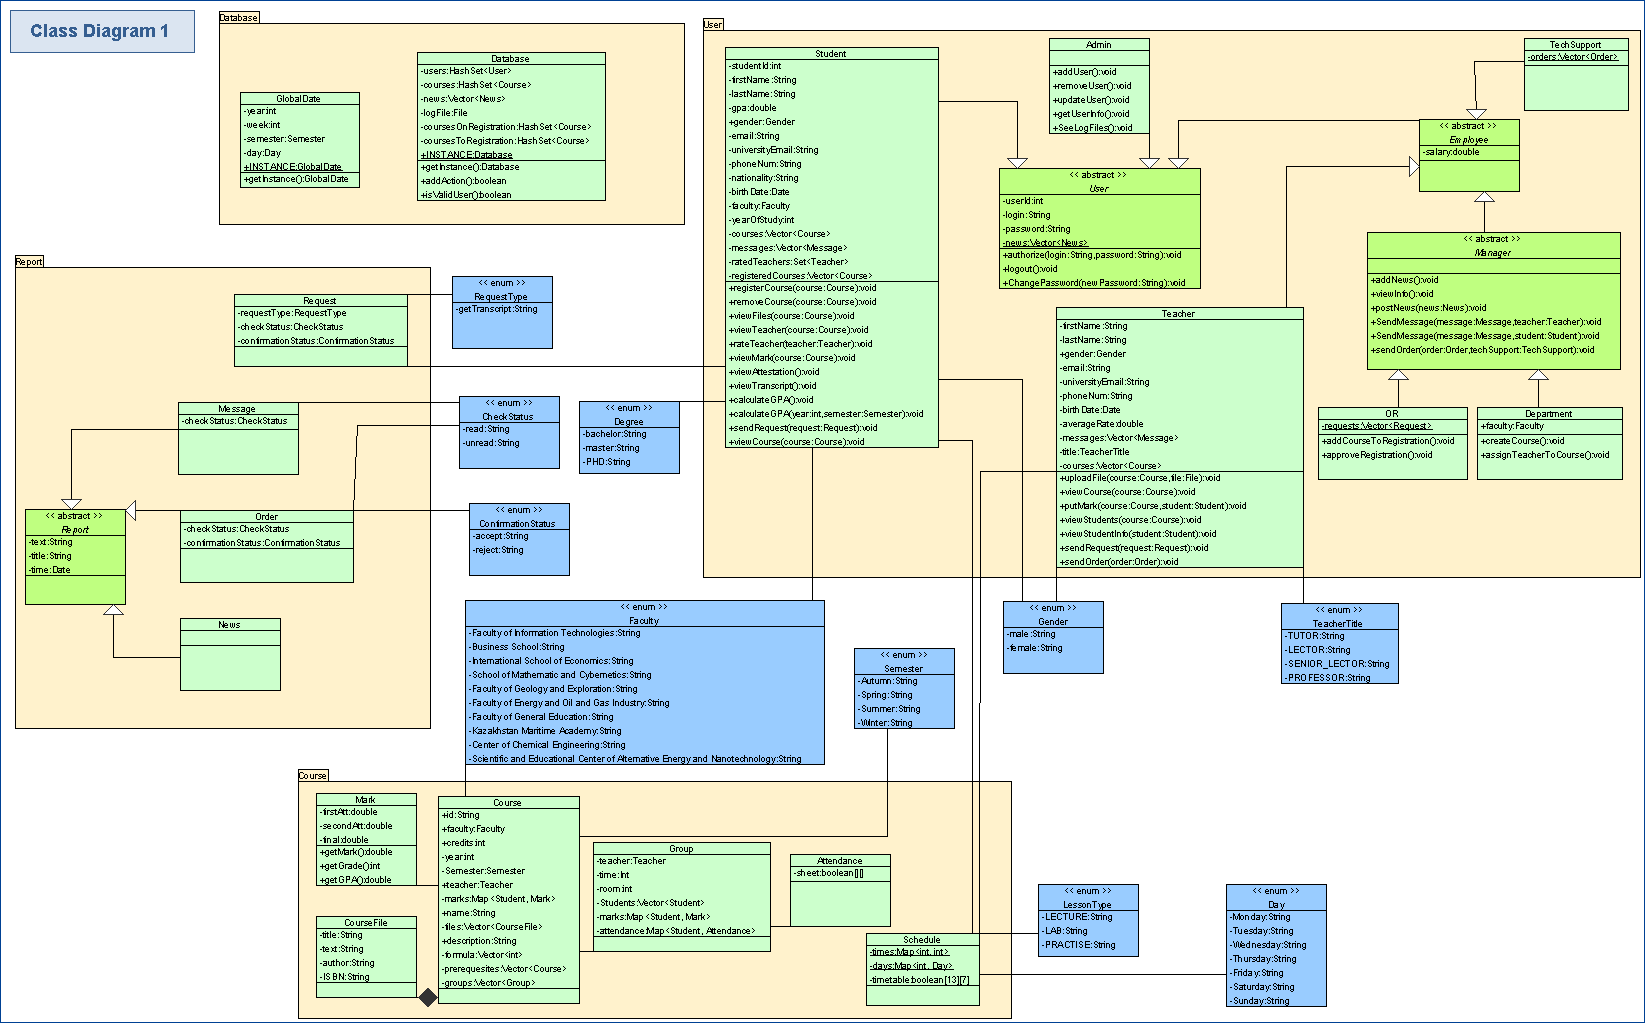 Class Diagram 1
Database
GlobalDate
-year:int
-week:int
-semester:Semester
-day:Day
+INSTANCE:GlobalDate
+getInstance():GlobalDate
Database
-users:HashSet<User>
-courses:HashSet<Course>
-news:Vector<News>
-logFile:File
-coursesOnRegistration:HashSet<Course>
-coursesToRegistration:HashSet<Course>
+INSTANCE:Database
+getInstance():Database
+addAction():boolean
+isValidUser():boolean
User
Student
-studentId:int
-firstName:String
-lastName:String
-gpa:double
+gender:Gender
-email:String
-universityEmail:String
-phoneNum:String
-nationality:String
-birthDate:Date
-faculty:Faculty
-yearOfStudy:int
-courses:Vector<Course>
-messages:Vector<Message>
-ratedTeachers:Set<Teacher>
-registeredCourses:Vector<Course>
+registerCourse(course:Course):void
+removeCourse(course:Course):void
+viewFiles(course:Course):void
+viewTeacher(course:Course):void
+rateTeacher(teacher:Teacher):void
+viewMark(course:Course):void
+viewAttestation():void
+viewTranscript():void
+calculateGPA():void
+calculateGPA(year:int,semester:Semester):void
+sendRequest(request:Request):void
+viewCourse(course:Course):void
Admin
+addUser():void
+removeUser():void
+updateUser():void
+getUserInfo():void
+SeeLogFiles():void
TechSupport
-orders:Vector<Order>
<< abstract >>
Employee
-salary:double
<< abstract >>
User
-userId:int
-login:String
-password:String
-news:Vector<News>
+authorize(login:String,password:String):void
+logout():void
+ChangePassword(newPassword:String):void
<< abstract >>
Manager
+addNews():void
+viewInfo():void
+postNews(news:News):void
+SendMessage(message:Message,teacher:Teacher):void
+SendMessage(message:Message,student:Student):void
+sendOrder(order:Order,techSupport:TechSupport):void
Teacher
-firstName:String
-lastName:String
+gender:Gender
-email:String
-universityEmail:String
-phoneNum:String
-birthDate:Date
-averageRate:double
-messages:Vector<Message>
-title:TeacherTitle
-courses:Vector<Course>
+uploadFile(course:Course,file:File):void
+viewCourse(course:Course):void
+putMark(course:Course,student:Student):void
+viewStudents(course:Course):void
+viewStudentInfo(student:Student):void
+sendRequest(request:Request):void
+sendOrder(order:Order):void
OR
-requests:Vector<Request>
+addCourseToRegistration():void
+approveRegistration():void
Department
+faculty:Faculty
+createCourse():void
+assignTeacherToCourse():void
Report
Request
-requestType:RequestType
-checkStatus:CheckStatus
-confirmationStatus:ConfirmationStatus
<< enum >>
RequestType
-getTranscript:String
Message
-checkStatus:CheckStatus
<< enum >>
CheckStatus
-read:String
-unread:String
<< enum >>
Degree
-bachelor:String
-master:String
-PHD:String
<< abstract >>
Report
-text:String
-title:String
-time:Date
Order
-checkStatus:CheckStatus
-confirmationStatus:ConfirmationStatus
<< enum >>
ConfirmationStatus
-accept:String
-reject:String
News
<< enum >>
Faculty
-Faculty of Information Technologies:String
-Business School:String
-International School of Economics:String
-School of Mathematic and Cybernetics:String
-Faculty of Geology and Exploration:String
-Faculty of Energy and Oil and Gas Industry:String
-Faculty of General Education:String
-Kazakhstan Maritime Academy:String
-Center of Chemical Engineering:String
-Scientific and Educational Center of Alternative Energy and Nanotechnology:String
<< enum >>
Semester
-Autumn:String
-Spring:String
-Summer:String
-Winter:String
<< enum >>
Gender
-male:String
-female:String
<< enum >>
TeacherTitle
-TUTOR:String
-LECTOR:String
-SENIOR_LECTOR:String
-PROFESSOR:String
Course
Mark
-firstAtt:double
-secondAtt:double
-final:double
+getMark():double
+getGrade():int
+getGPA():double
CourseFile
-title:String
-text:String
-author:String
-ISBN:String
Course
+id:String
+faculty:Faculty
+credits:int
-year:int
-Semester:Semester
+teacher:Teacher
-marks:Map <Student, Mark>
+name:String
-files:Vector<CourseFile>
+description:String
-formula:Vector<int>
-prerequesites:Vector<Course>
-groups:Vector<Group>
Group
-teacher:Teacher
-time:Int
-room:int
-Students:Vector<Student>
-marks:Map <Student, Mark>
-attendance:Map<Student, Attendance>
Attendance
-sheet:boolean[][]
Schedule
-times:Map<int, int>
-days:Map<int, Day>
-timetable:boolean[13][7]
<< enum >>
LessonType
-LECTURE:String
-LAB:String
-PRACTISE:String
<< enum >>
Day
-Monday:String
-Tuesday:String
-Wednesday:String
-Thursday:String
-Friday:String
-Saturday:String
-Sunday:String